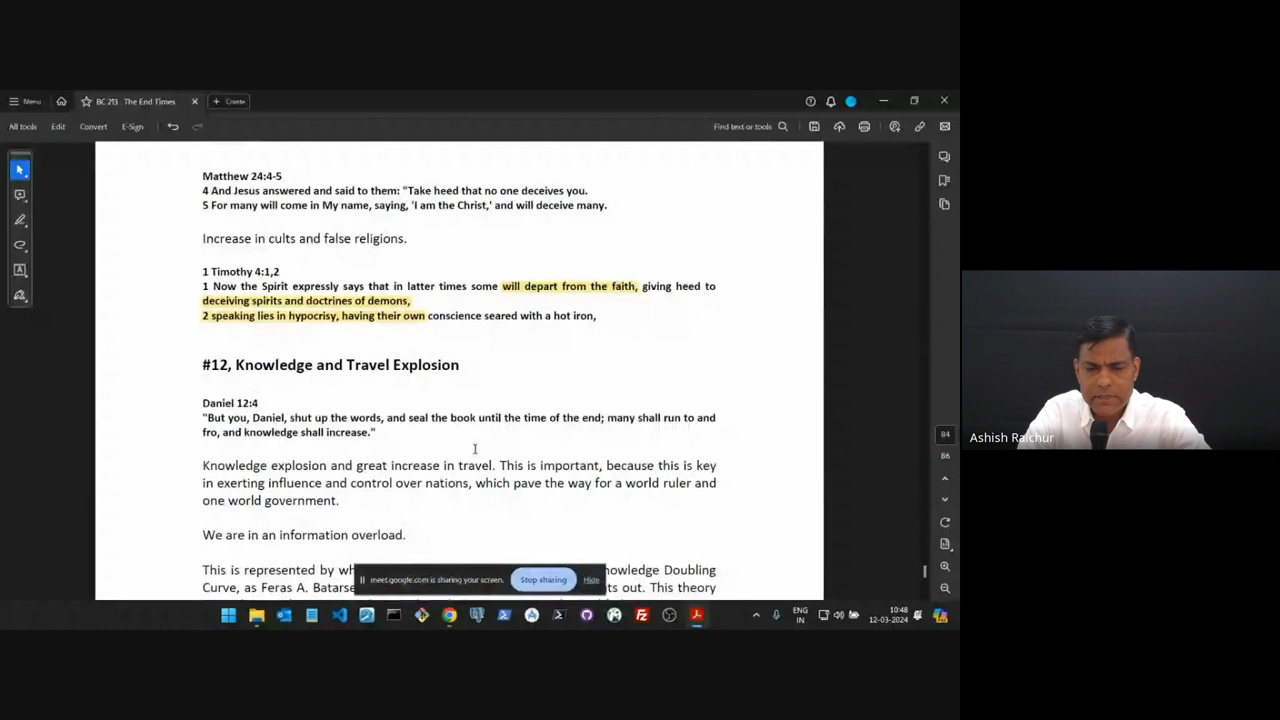 Menu
BC 213 The End Times
Create
All tools
Edit
Convert
E-Sign
Find text or tools
Matthew 24:4-5
4 And Jesus answered and said to them: "Take heed that no one deceives you.
5 For many will come in My name, saying, 'I am the Christ,' and will deceive many.
Increase in cults and false religions.
1 Timothy 4:1,2
1 Now the Spirit expressly says that in latter times some will depart from the faith, giving heed to
deceiving spirits and doctrines of demons,
2 speaking lies in hypocrisy, having their own conscience seared with a hot iron,
#12, Knowledge and Travel Explosion
Daniel 12:4
"But you, Daniel, shut up the words, and seal the book until the time of the end; many shall run to and
fro, and knowledge shall increase."
Knowledge explosion and great increase in travel. This is important, because this is key
in exerting influence and control over nations, which pave the way for a world ruler and
one world government.
We are in an information overload.
This is represented by nowledge Doubling
Curve, as Feras A. Batarse ts out. This theory
meet.google.com is sharing your screen.
Stop sharing
Hide
84
86
Ashish Raichur
ENG
IN
10:48
12-03-2024